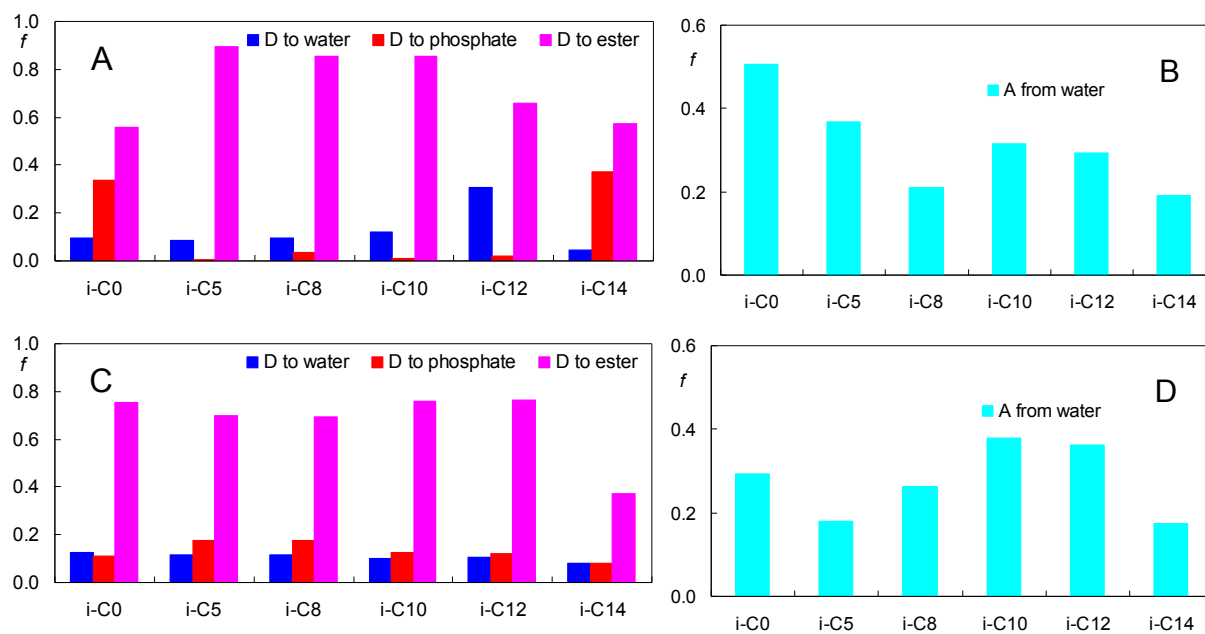 1.0
f
D to water D to phosphate D to ester
A
0.8
0.6
0.4
0.2
0.0
i-C0 i-C5 i-C8 i-C10 i-C12 i-C14
0.6
f
B
A from water
0.4
0.2
0.0
i-C0 i-C5 i-C8 i-C10 i-C12 i-C14
1.0
f
D to water D to phosphate D to ester
C
0.8
0.6
0.4
0.2
0.0
i-C0 i-C5 i-C8 i-C10 i-C12 i-C14
0.6
f
D
A from water
0.4
0.2
0.0
i-C0 i-C5 i-C8 i-C10 i-C12 i-C14